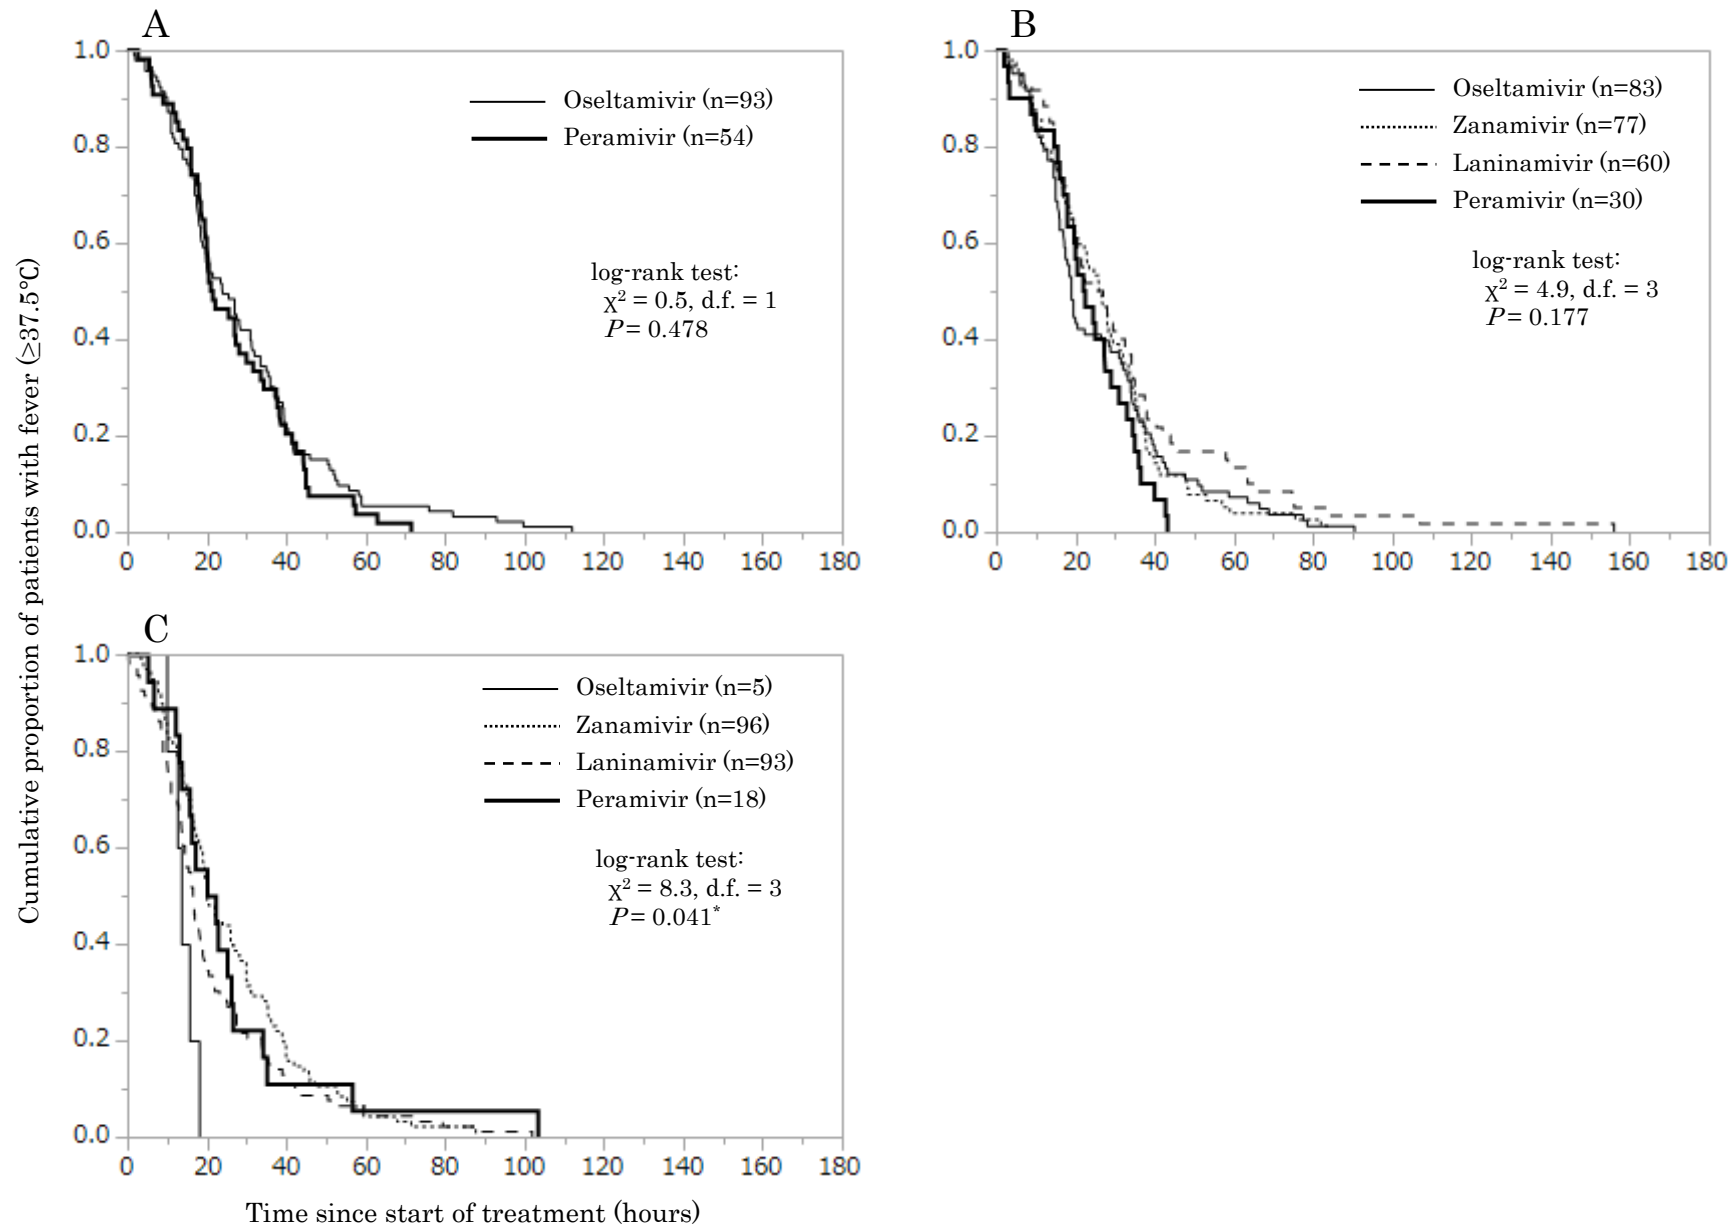 A
1.0
0.8
0.6
0.4
0.2
0.0
0 20 40 60 80 100 120 140 160 180
Oseltamivir (n=93)
Peramivir (n=54)
log-rank test:
χ² = 0.5, d.f. = 1
P = 0.478
B
1.0
0.8
0.6
0.4
0.2
0.0
0 20 40 60 80 100 120 140 160 180
Oseltamivir (n=83)
Zanamivir (n=77)
Laninamivir (n=60)
Peramivir (n=30)
log-rank test:
χ² = 4.9, d.f. = 3
P = 0.177
C
1.0
0.8
0.6
0.4
0.2
0.0
0 20 40 60 80 100 120 140 160 180
Oseltamivir (n=5)
Zanamivir (n=96)
Laninamivir (n=93)
Peramivir (n=18)
log-rank test:
χ² = 8.3, d.f. = 3
P = 0.041*
Cumulative proportion of patients with fever (≥37.5°C)
Time since start of treatment (hours)